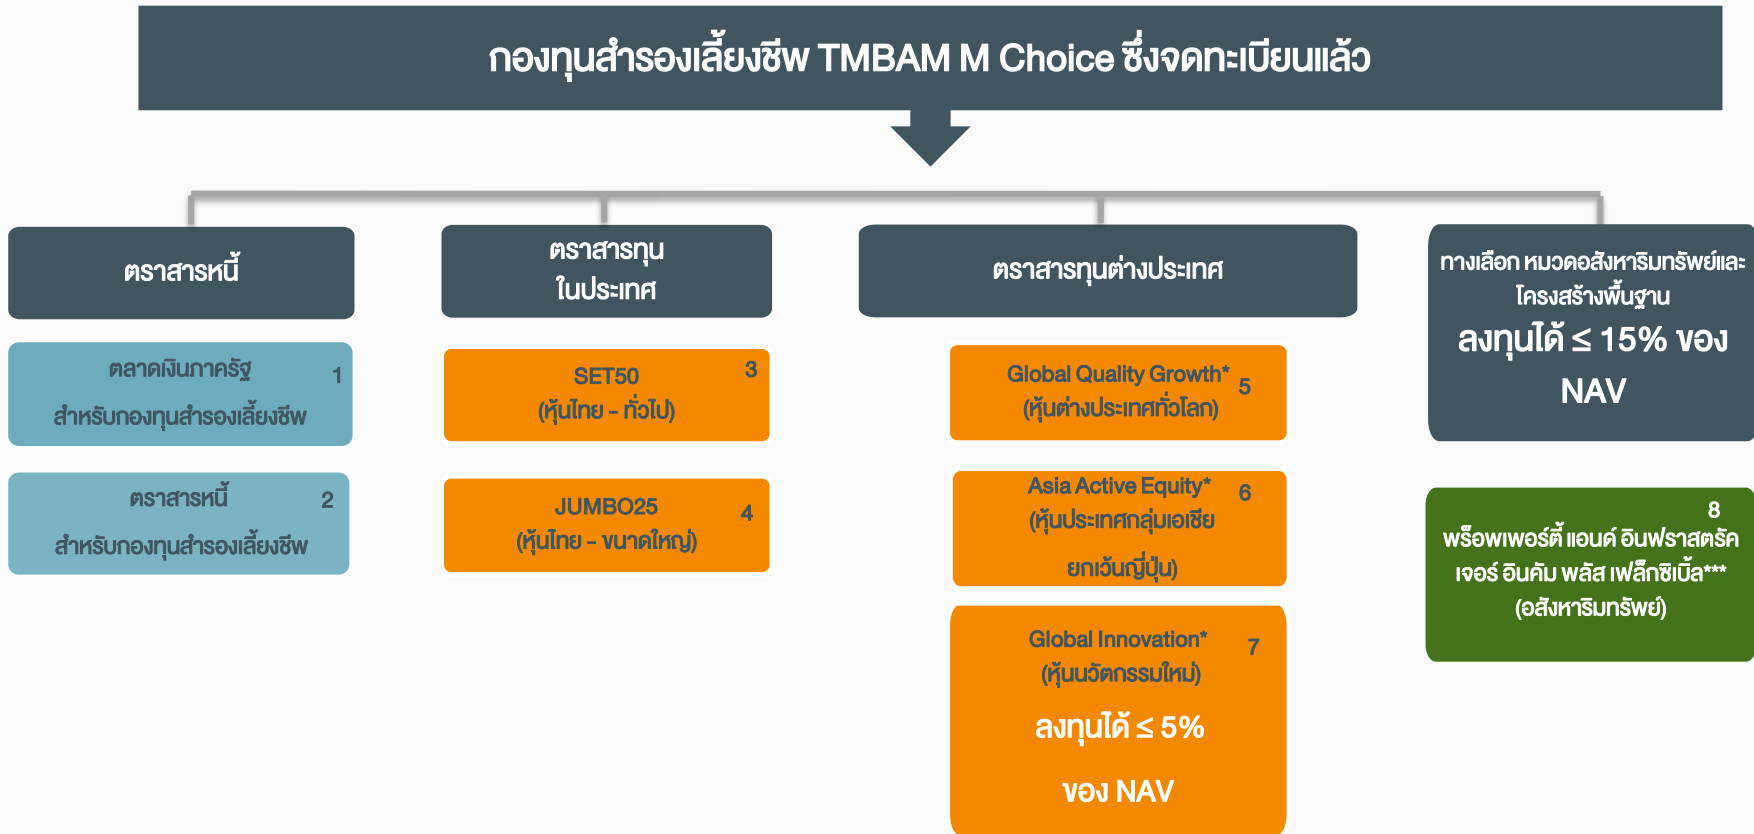 กองทุนสำรองเลี้ยงชีพ TMBAM M Choice ซึ่งจดทะเบียนแล้ว
ตราสารหนี้
ตลาดเงินภาครัฐ 1
สำหรับกองทุนสำรองเลี้ยงชีพ
ตราสารหนี้ 2
สำหรับกองทุนสำรองเลี้ยงชีพ
ตราสารทุน
ในประเทศ
SET50 3
(หุ้นไทย - ทั่วไป)
JUMBO25 4
(หุ้นไทย - ขนาดใหญ่)
ตราสารทุนต่างประเทศ
Global Quality Growth* 5
(หุ้นต่างประเทศทั่วโลก)
Asia Active Equity* 6
(หุ้นประเทศกลุ่มเอเชีย
ยกเว้นญี่ปุ่น)
Global Innovation* 7
(หุ้นนวัตกรรมใหม่)
ลงทุนได้ ≤ 5%
ของ NAV
ทางเลือก หมวดอสังหาริมทรัพย์และ
โครงสร้างพื้นฐาน
ลงทุนได้ ≤ 15% ของ
NAV
8
พร็อพเพอร์ตี้ แอนด์ อินฟราสตรัค
เจอร์ อินคัม พลัส เฟล็กซิเบิ้ล***
(อสังหาริมทรัพย์)